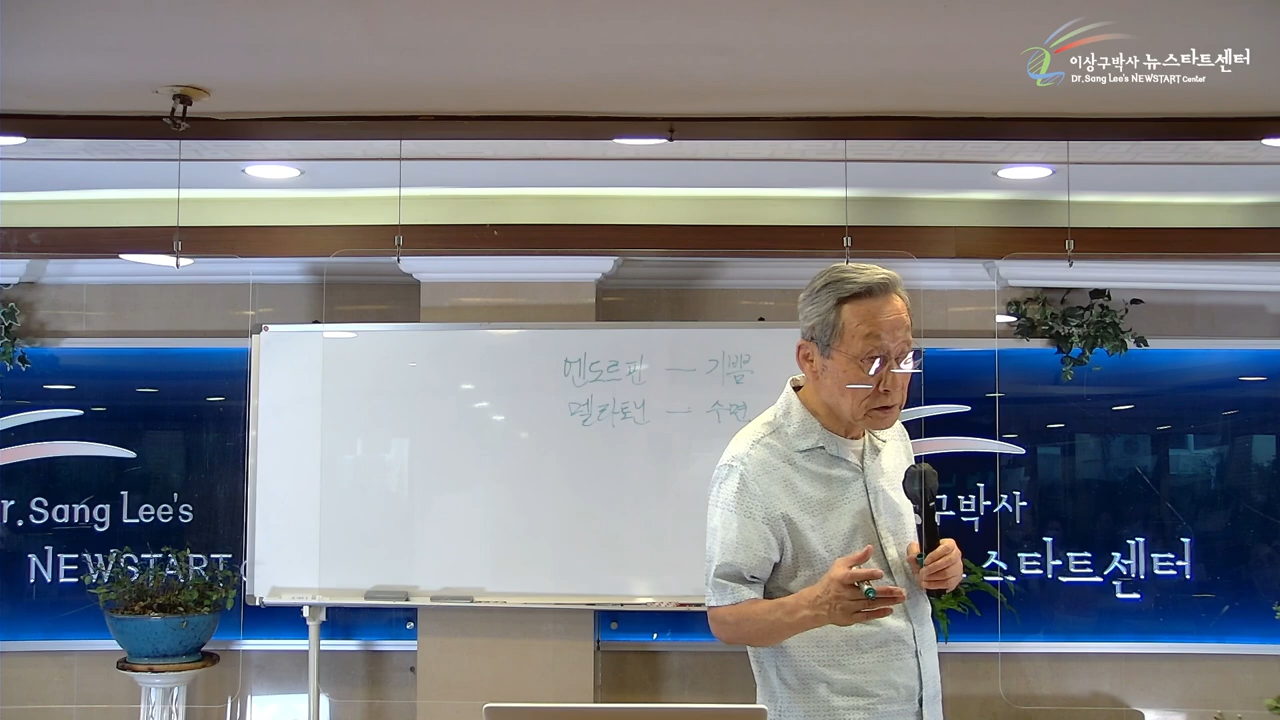 이상구박사 뉴스타트센터
Dr. Sang Lee's NEWSTART Center
엔도르핀 — 기쁨
멜라토닌 — 수면
r. Sang Lee's
NEWSTART
구박사
스타트센터